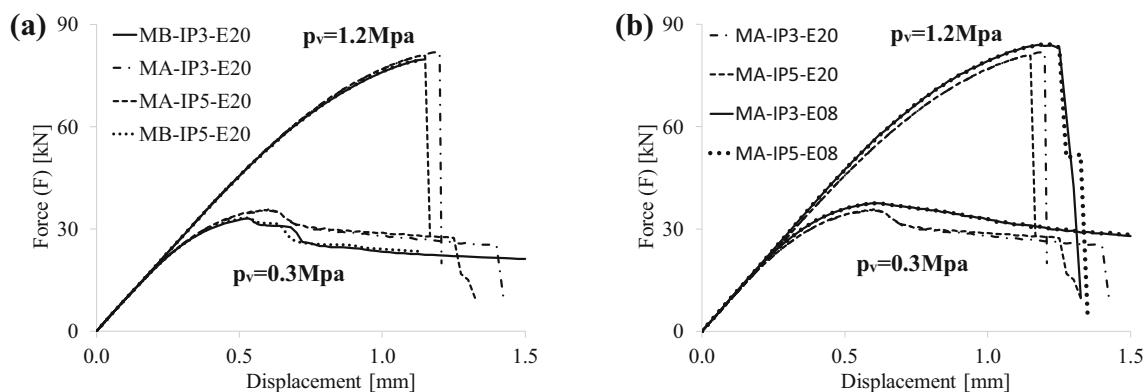 (a)
90
60
30
0
Force (F) [kN]
MB-IP3-E20
MA-IP3-E20
MA-IP5-E20
MB-IP5-E20
pv=1.2Mpa
pv=0.3Mpa
0.0 0.5 1.0 1.5
Displacement [mm]
(b)
90
60
30
0
Force (F) [kN]
MA-IP3-E20
MA-IP5-E20
MA-IP3-E08
MA-IP5-E08
pv=1.2Mpa
pv=0.3Mpa
0.0 0.5 1.0 1.5
Displacement [mm]